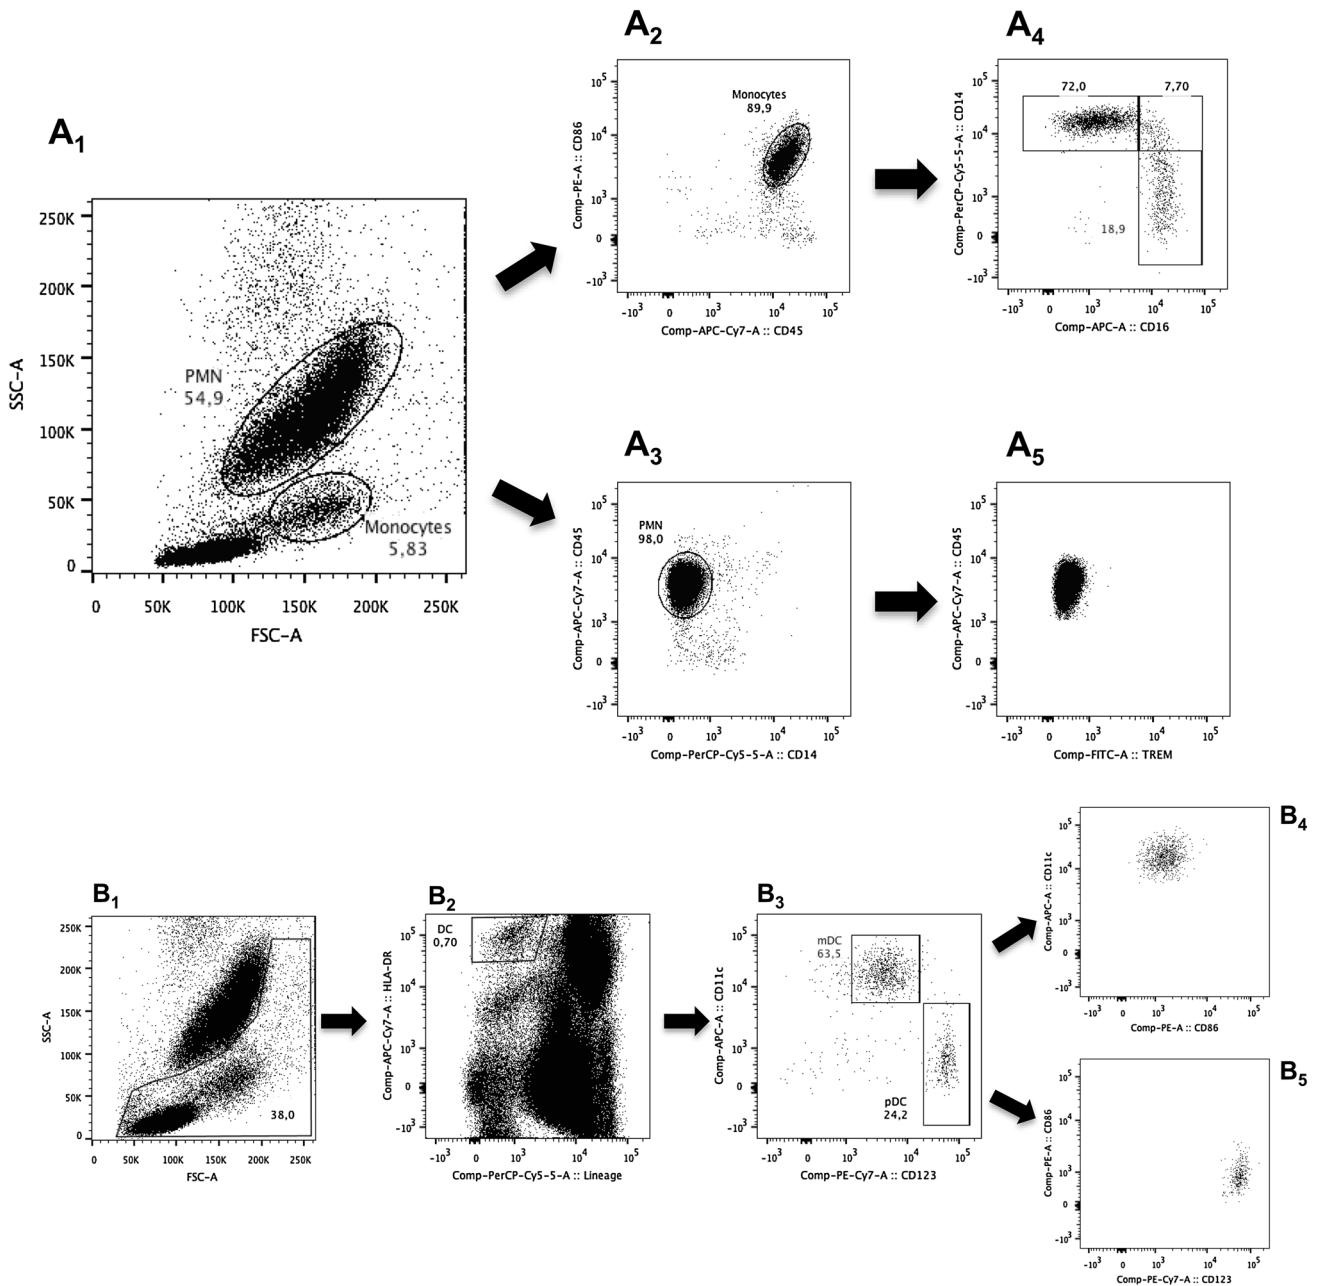 A1
250K
200K
150K
100K
50K
0
SSC-A
PMN
54,9
Monocytes
5,83
0 50K 100K 150K 200K 250K
FSC-A
A2
10^5
10^4
10^3
0
-10^3
Comp-PE-A :: CD86
Monocytes
89,9
-10^3 0 10^3 10^4 10^5
Comp-APC-Cy7-A :: CD45
A4
10^5
10^4
10^3
0
-10^3
Comp-PerCP-Cy5-5-A :: CD14
72,0 7,70
18,9
-10^3 0 10^3 10^4 10^5
Comp-APC-A :: CD16
A3
10^5
10^4
10^3
0
-10^3
Comp-APC-Cy7-A :: CD45
PMN
98,0
-10^3 0 10^3 10^4 10^5
Comp-PerCP-Cy5-5-A :: CD14
A5
10^5
10^4
10^3
0
-10^3
Comp-APC-Cy7-A :: CD45
-10^3 0 10^3 10^4 10^5
Comp-FITC-A :: TREM
B1
250K
200K
150K
100K
50K
0
SSC-A
38,0
0 50K 100K 150K 200K 250K
FSC-A
B2
10^5
10^4
10^3
0
-10^3
Comp-APC-Cy7-A :: HLA-DR
DC
0,70
-10^3 0 10^3 10^4 10^5
Comp-PerCP-Cy5-5-A :: Lineage
B3
10^5
10^4
10^3
0
-10^3
Comp-APC-A :: CD11c
mDC
63,5
pDC
24,2
-10^3 0 10^3 10^4 10^5
Comp-PE-Cy7-A :: CD123
B4
10^5
10^4
10^3
0
-10^3
Comp-APC-A :: CD11c
-10^3 0 10^3 10^4 10^5
Comp-PE-A :: CD86
B5
10^5
10^4
10^3
0
-10^3
Comp-PE-A :: CD86
-10^3 0 10^3 10^4 10^5
Comp-PE-Cy7-A :: CD123